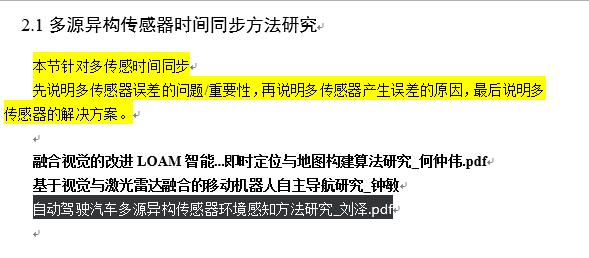 2.1 多源异构传感器时间同步方法研究
本节针对多传感时间同步
先说明多传感器误差的问题/重要性，再说明多传感器产生误差的原因，最后说明多
传感器的解决方案。
融合视觉的改进 LOAM 智能...即时定位与地图构建算法研究_何仲伟.pdf
基于视觉与激光雷达融合的移动机器人自主导航研究_钟敏
自动驾驶汽车多源异构传感器环境感知方法研究_刘泽.pdf